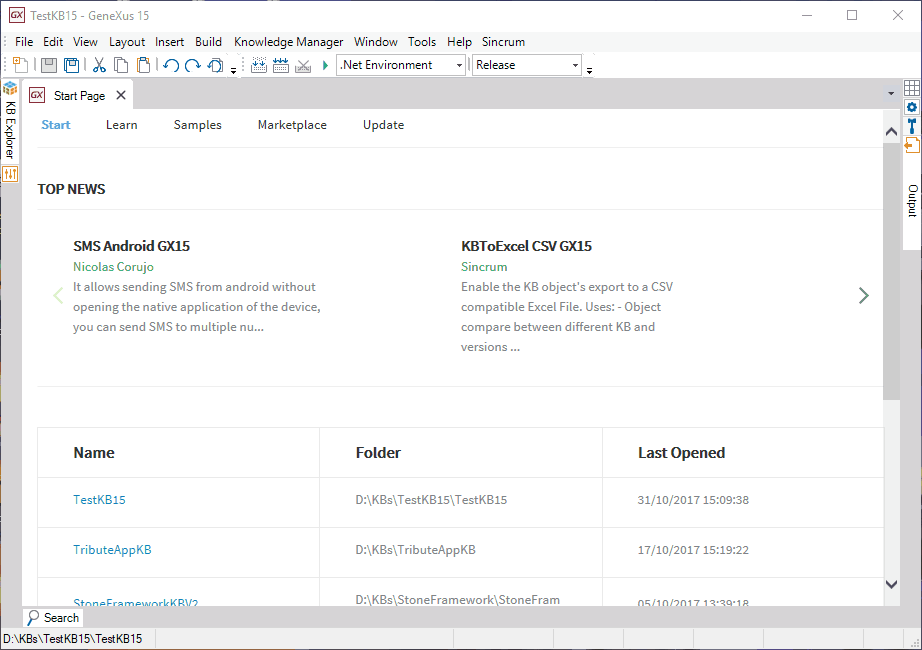 GX TestKB15 - GeneXus 15
File Edit View Layout Insert Build Knowledge Manager Window Tools Help Sincrum
.Net Environment Release
KB Explorer
GX Start Page
Output
Start Learn Samples Marketplace Update
TOP NEWS
SMS Android GX15
Nicolas Corujo
It allows sending SMS from android without
opening the native application of the device,
you can send SMS to multiple nu...
KBToExcel CSV GX15
Sincrum
Enable the KB object's export to a CSV
compatible Excel File. Uses: - Object
compare between different KB and
versions ...
Name Folder Last Opened
TestKB15 D:\KBs\TestKB15\TestKB15 31/10/2017 15:09:38
TributeAppKB D:\KBs\TributeAppKB 17/10/2017 15:19:22
StoneFrameworkKBV2 D:\KBs\StoneFramework\StoneFram 05/10/2017 13:39:18
Search
D:\KBs\TestKB15\TestKB15